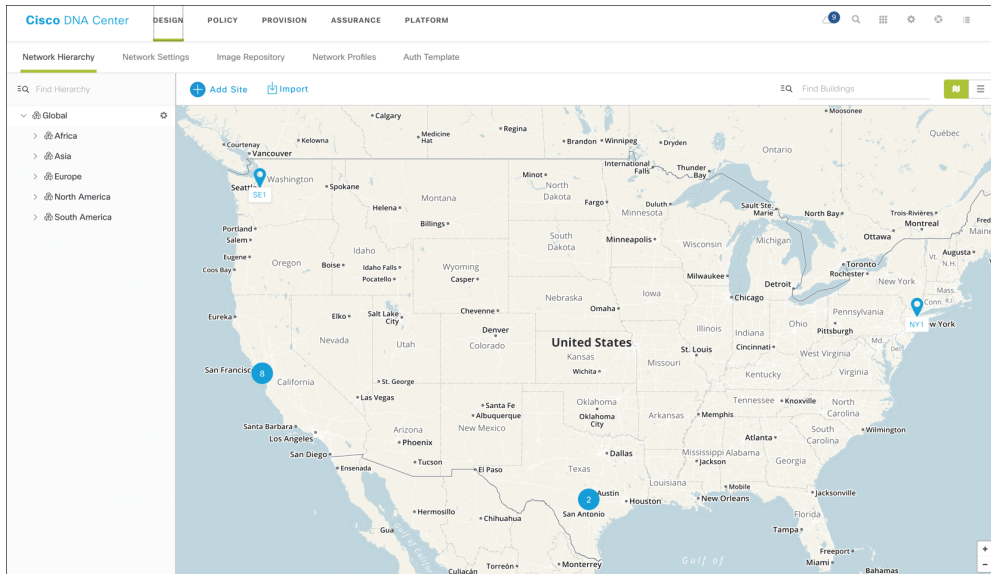 Cisco DNA Center DESIGN POLICY PROVISION ASSURANCE PLATFORM 9
Network Hierarchy Network Settings Image Repository Network Profiles Auth Template
Find Hierarchy
Add Site Import Find Buildings
Global
Africa
Asia
Europe
North America
South America
Moosonee
Calgary
Regina
Medicine
Hat
Québec
Courtenay
Kelowna
Brandon
Winnipeg
Dryden
Ontario
Vancouver
International
Falls
Thunder
Bay
Washington
Minot
North
Dakota
SE1
Spokane
Montana
Helena
Fargo
Duluth
Minnesota
Sault Ste.
Marie
North Bay
Trois-Rivières
Montreal
Portland
Billings
Ottawa
Salem
South
Dakota
Minneapolis
Wisconsin
Michigan
Idaho
Vt.
Augusta
N.H.
Eugene
Oregon
Boise
Idaho Falls
Wyoming
Toronto
Coos Bay
Pocatello
Casper
Milwaukee
Rochester
Detroit
New York
Mass.
Nebraska
Iowa
Chicago
Conn.
R.I.
Eureka
Elko
Salt Lake
City
Cheyenne
Omaha
Pennsylvania
NY1
Nevada
Utah
Denver
Colorado
Illinois
Indiana
Ohio
Pittsburgh
United States
Kansas
St. Louis
Cincinnati
Md.
Del.
West Virginia
San Francisc
8
Missouri
Wichita
Kentucky
Virginia
California
St. George
Las Vegas
Santa Fe
Albuquerque
Oklahoma
Oklahoma
City
Tennessee
Knoxville
North
Carolina
Arkansas
Memphis
Santa Barbara
Arizona
New Mexico
South
Carolina
Wilmington
Los Angeles
Phoenix
Atlanta
San Diego
Dallas
Mississippi
Alabama
Ensenada
Tucson
El Paso
Texas
Jackson
Georgia
Louisiana
Mobile
2
Austin
Houston
New Orleans
Jacksonville
Hermosillo
Chihuahua
San Antonio
Florida
Gulf of
Tampa
Freeport
Culiacán
Torreón
Monterrey
Gulf of
Miami
Bahamas
+
-